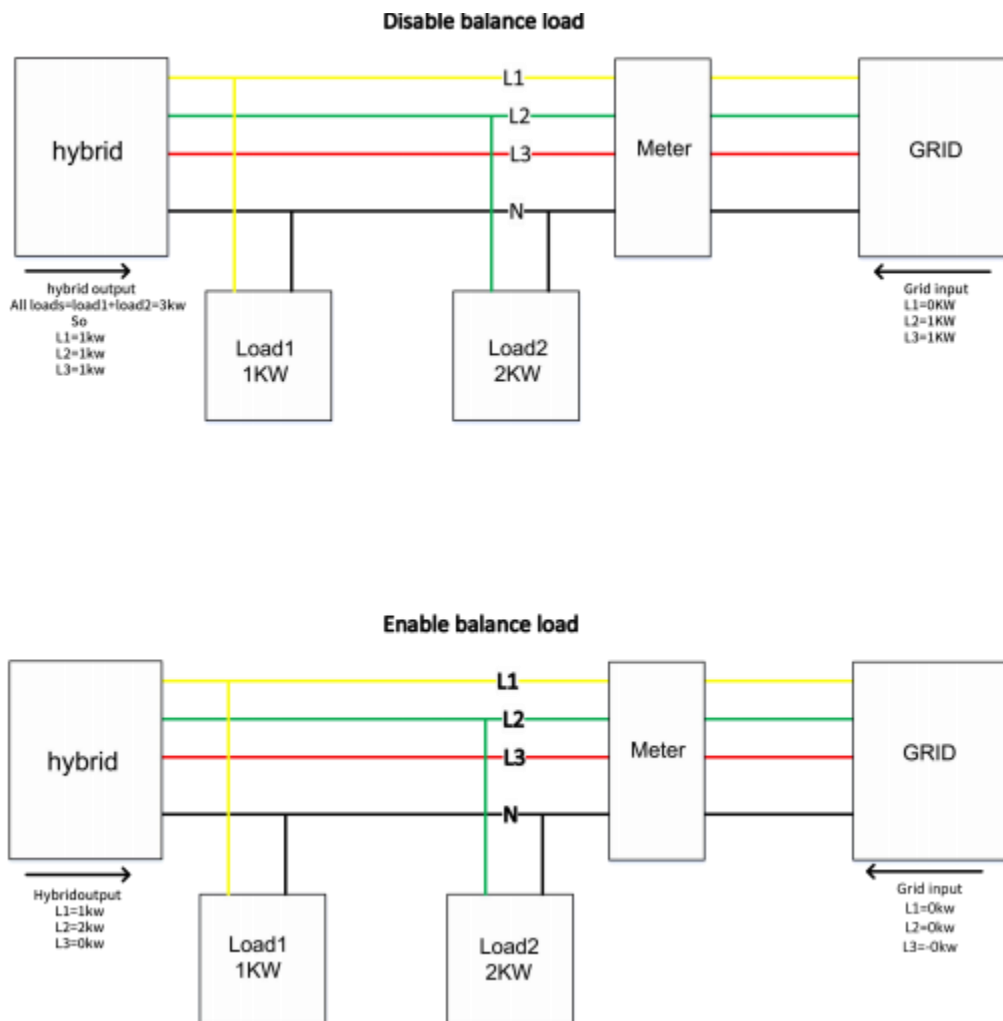 Disable balance load
L1
L2
L3
N
hybrid
Meter
GRID
hybrid output
All loads=load1+load2=3kw
So
L1=1kw
L2=1kw
L3=1kw
Load1
1KW
Load2
2KW
Grid input
L1=0KW
L2=1KW
L3=1KW
Enable balance load
L1
L2
L3
N
hybrid
Meter
GRID
Hybridoutput
L1=1kw
L2=2kw
L3=0kw
Load1
1KW
Load2
2KW
Grid input
L1=0kw
L2=0kw
L3=-0kw